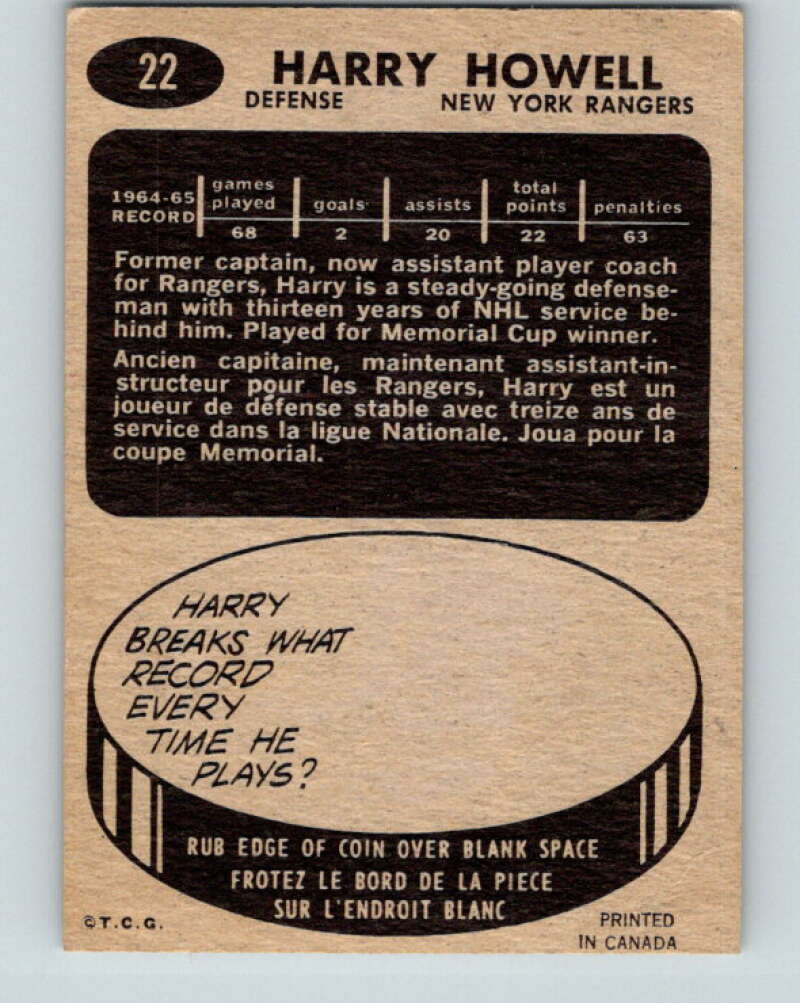 22 HARRY HOWELL
DEFENSE NEW YORK RANGERS
1964-65 RECORD games played goals assists total points penalties
68 2 20 22 63
Former captain, now assistant player coach
for Rangers, Harry is a steady-going defense-
man with thirteen years of NHL service be-
hind him. Played for Memorial Cup winner.
Ancien capitaine, maintenant assistant-in-
structeur pour les Rangers, Harry est un
joueur de défense stable avec treize ans de
service dans la ligue Nationale. Joua pour la
coupe Memorial.
HARRY
BREAKS WHAT
RECORD
EVERY
TIME HE
PLAYS?
RUB EDGE OF COIN OVER BLANK SPACE
FROTEZ LE BORD DE LA PIECE
SUR L'ENDROIT BLANC
©T.C.G.
PRINTED
IN CANADA